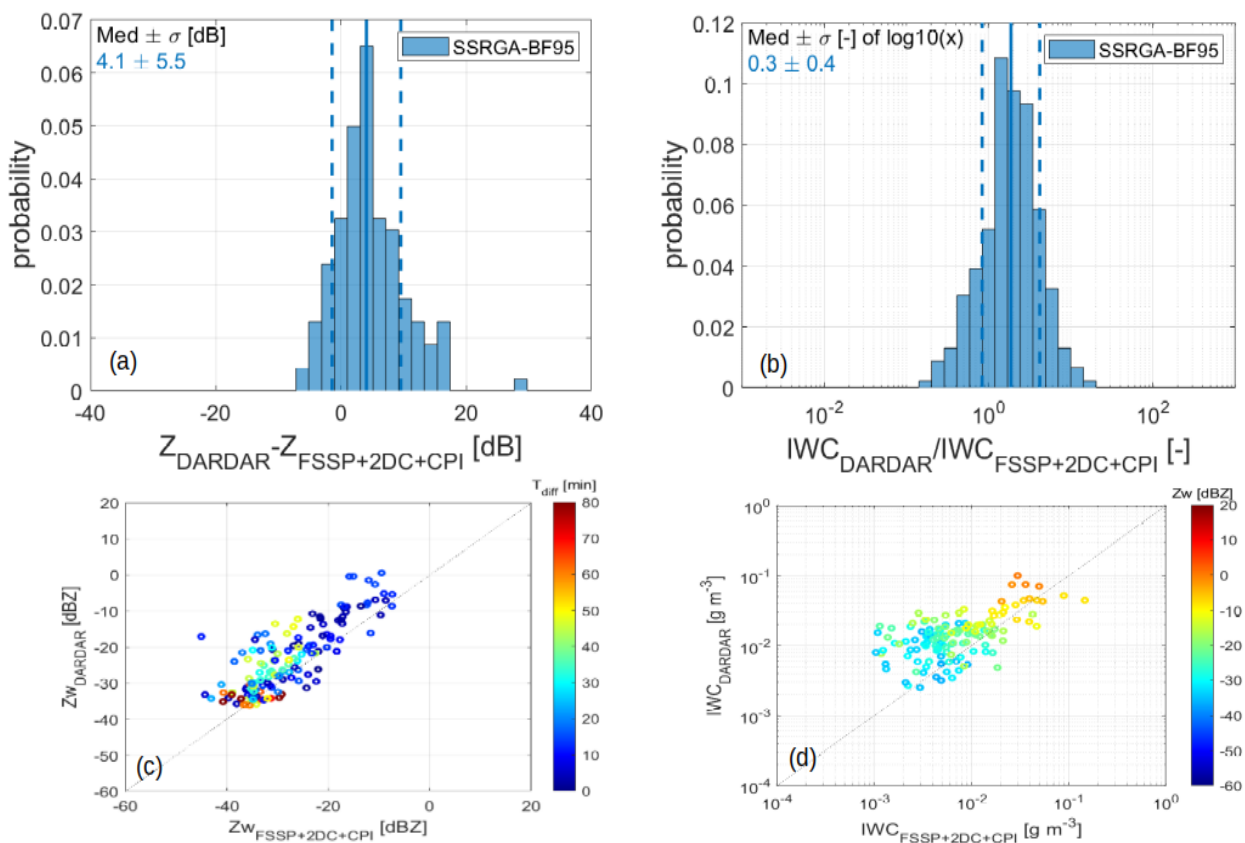 0.07
0.06
0.05
0.04
0.03
0.02
0.01
0
probability
Med ± σ [dB]
4.1 ± 5.5
SSRGA-BF95
(a)
-40 -20 0 20 40
Z_DARDAR-Z_FSSP+2DC+CPI [dB]
0.12
0.1
0.08
0.06
0.04
0.02
0
probability
Med ± σ [-] of log10(x)
0.3 ± 0.4
SSRGA-BF95
(b)
10^-2 10^0 10^2
IWC_DARDAR/IWC_FSSP+2DC+CPI [-]
20
10
0
-10
-20
-30
-40
-50
-60
Zw_DARDAR [dBZ]
(c)
-60 -40 -20 0 20
Zw_FSSP+2DC+CPI [dBZ]
T_diff [min]
80
70
60
50
40
30
20
10
0
10^0
10^-1
10^-2
10^-3
10^-4
IWC_DARDAR [g m^-3]
(d)
10^-4 10^-3 10^-2 10^-1 10^0
IWC_FSSP+2DC+CPI [g m^-3]
Zw [dBZ]
20
10
0
-10
-20
-30
-40
-50
-60